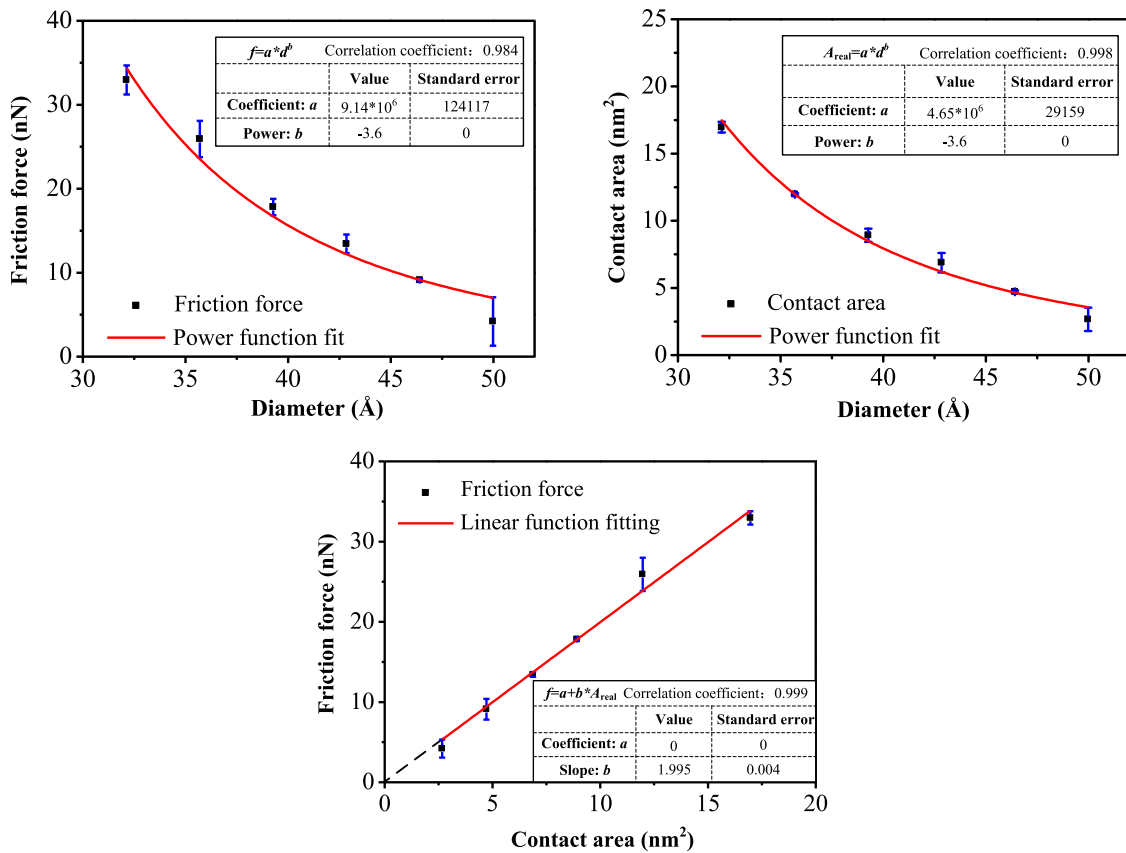 40
30
20
10
0
30
35
40
45
50
Friction force (nN)
Diameter (Å)
f=a*d^b Correlation coefficient: 0.984
Value Standard error
Coefficient: a 9.14*10^6 124117
Power: b -3.6 0
Friction force
Power function fit
25
20
15
10
5
0
30
35
40
45
50
Contact area (nm²)
Diameter (Å)
A_real=a*d^b Correlation coefficient: 0.998
Value Standard error
Coefficient: a 4.65*10^6 29159
Power: b -3.6 0
Contact area
Power function fit
40
30
20
10
0
0
5
10
15
20
Friction force (nN)
Contact area (nm²)
Friction force
Linear function fitting
f=a+b*A_real Correlation coefficient: 0.999
Value Standard error
Coefficient: a 0 0
Slope: b 1.995 0.004